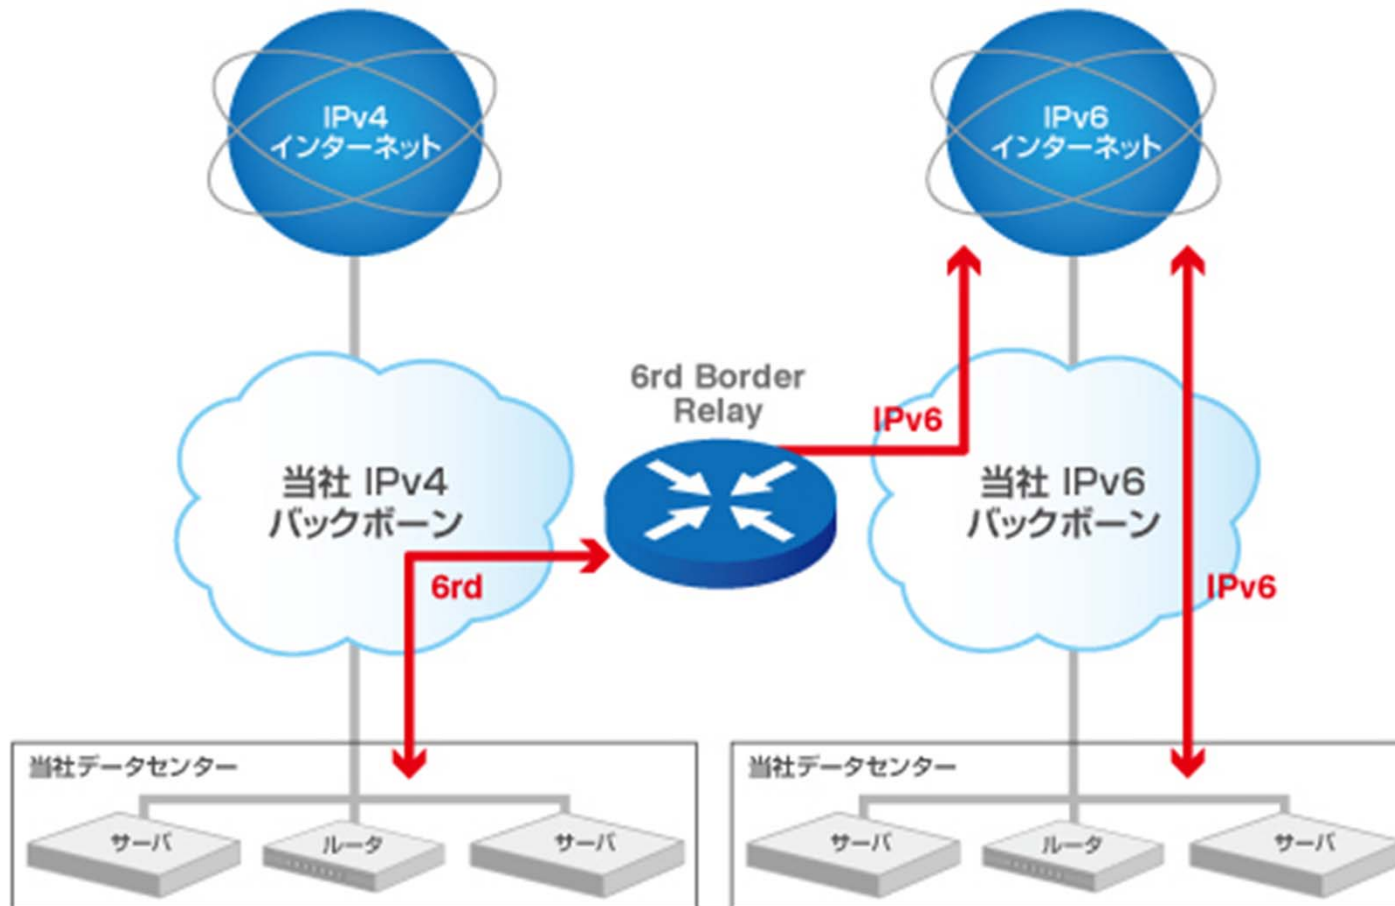 IPv4
インターネット
IPv6
インターネット
6rd Border
Relay
IPv6
当社 IPv4
バックボーン
当社 IPv6
バックボーン
6rd
IPv6
当社データセンター
当社データセンター
サーバ
ルータ
サーバ
サーバ
ルータ
サーバ